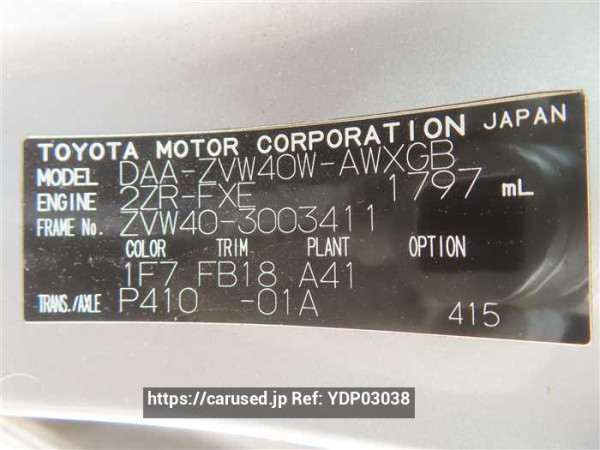 TOYOTA MOTOR CORPORATION JAPAN
MODEL DAA-ZVW40W-AWXGB
ENGINE 2ZR-FXE 1797 mL
FRAME No. ZVW40-3003411
COLOR TRIM PLANT OPTION
1F7 FB18 A41
TRANS./AXLE P410 -01A 415
https://carused.jp Ref: YDP03038